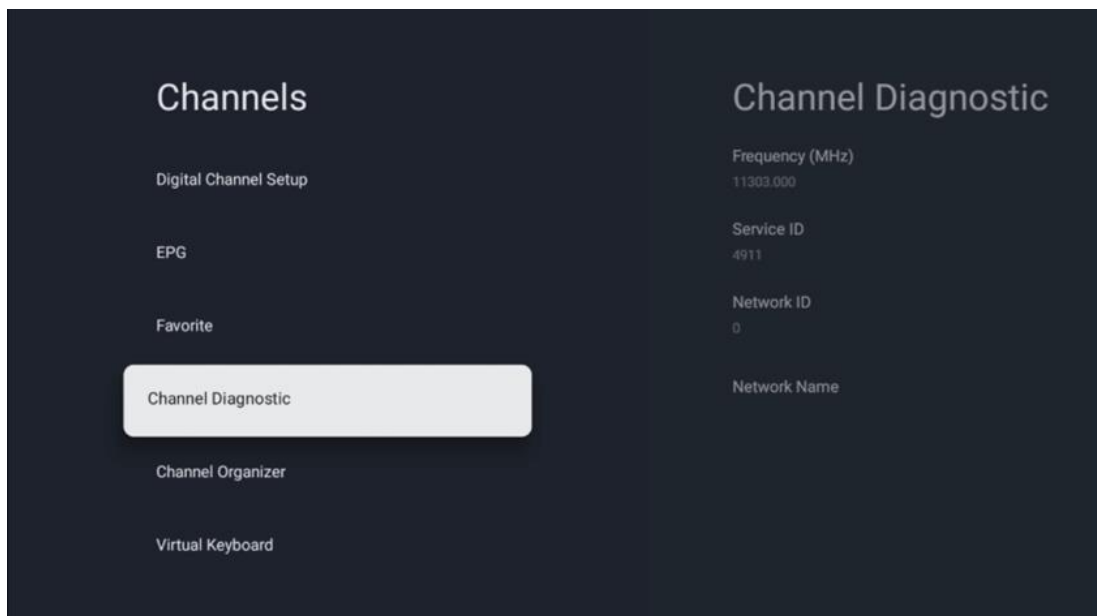 Channels
Digital Channel Setup
EPG
Favorite
Channel Diagnostic
Channel Organizer
Virtual Keyboard
Channel Diagnostic
Frequency (MHz)
11303.000
Service ID
4911
Network ID
0
Network Name